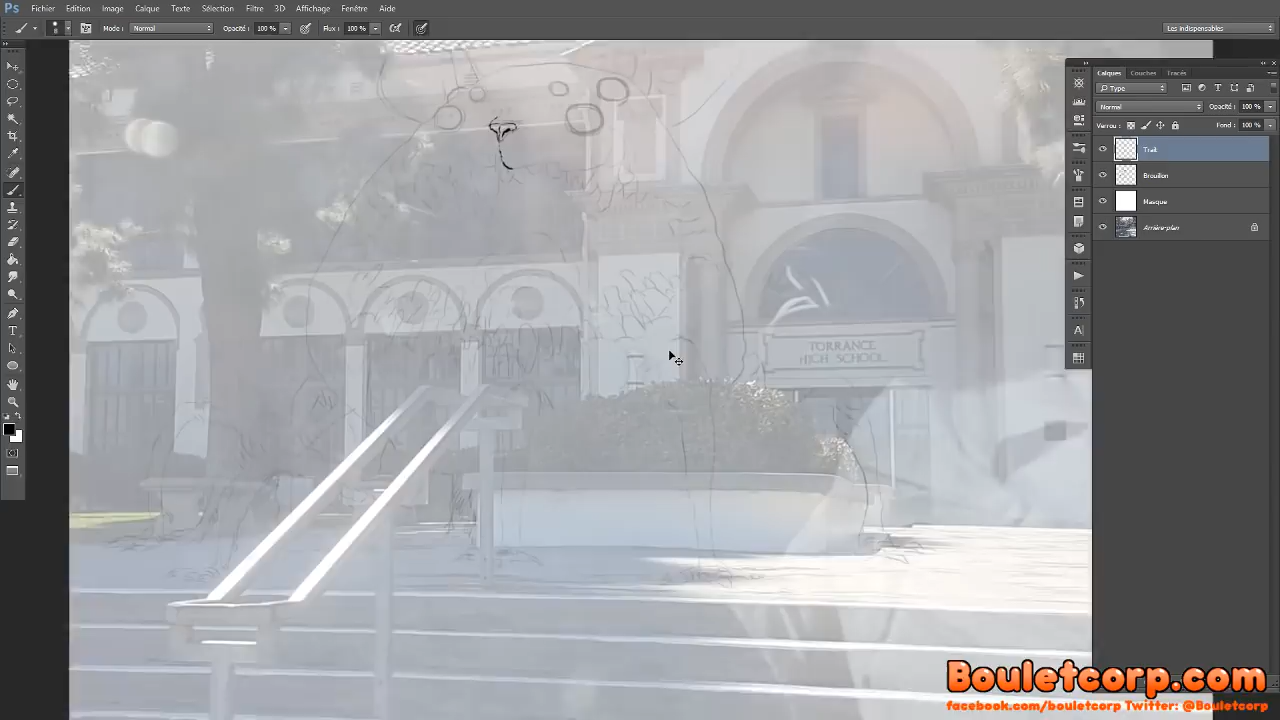 Ps Fichier Edition Image Calque Texte Sélection Filtre 3D Affichage Fenêtre Aide
Mode : Normal Opacité : 100 % Flux : 100 % Les indispensables
Calques Couches Tracés
Type
Normal Opacité : 100 %
Verrou : Fond : 100 %
Trait
Brouillon
Masque
Arrière-plan
TORRANCE
HIGH SCHOOL
Bouletcorp.com
facebook.com/bouletcorp Twitter: @Bouletcorp